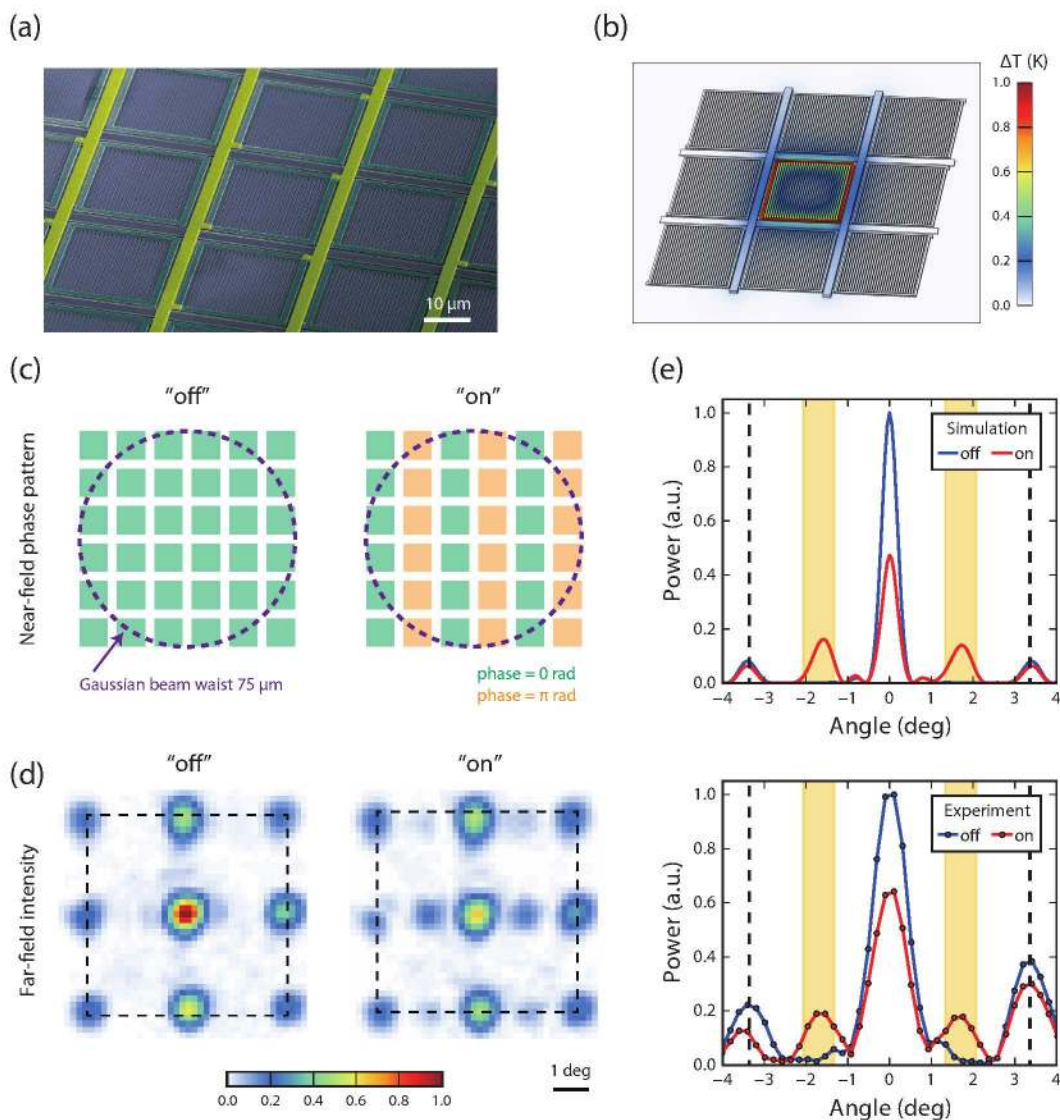 (a)
10 µm
(b)
ΔT (K)
1.0
0.8
0.6
0.4
0.2
0.0
(c)
"off"
"on"
Near-field phase pattern
Gaussian beam waist 75 µm
phase = 0 rad
phase = π rad
(d)
"off"
"on"
Far-field intensity
0.0 0.2 0.4 0.6 0.8 1.0
1 deg
(e)
Power (a.u.)
1.0
0.8
0.6
0.4
0.2
0.0
Simulation
off on
−4 −3 −2 −1 0 1 2 3 4
Angle (deg)
Power (a.u.)
1.0
0.8
0.6
0.4
0.2
0.0
Experiment
off on
−4 −3 −2 −1 0 1 2 3 4
Angle (deg)